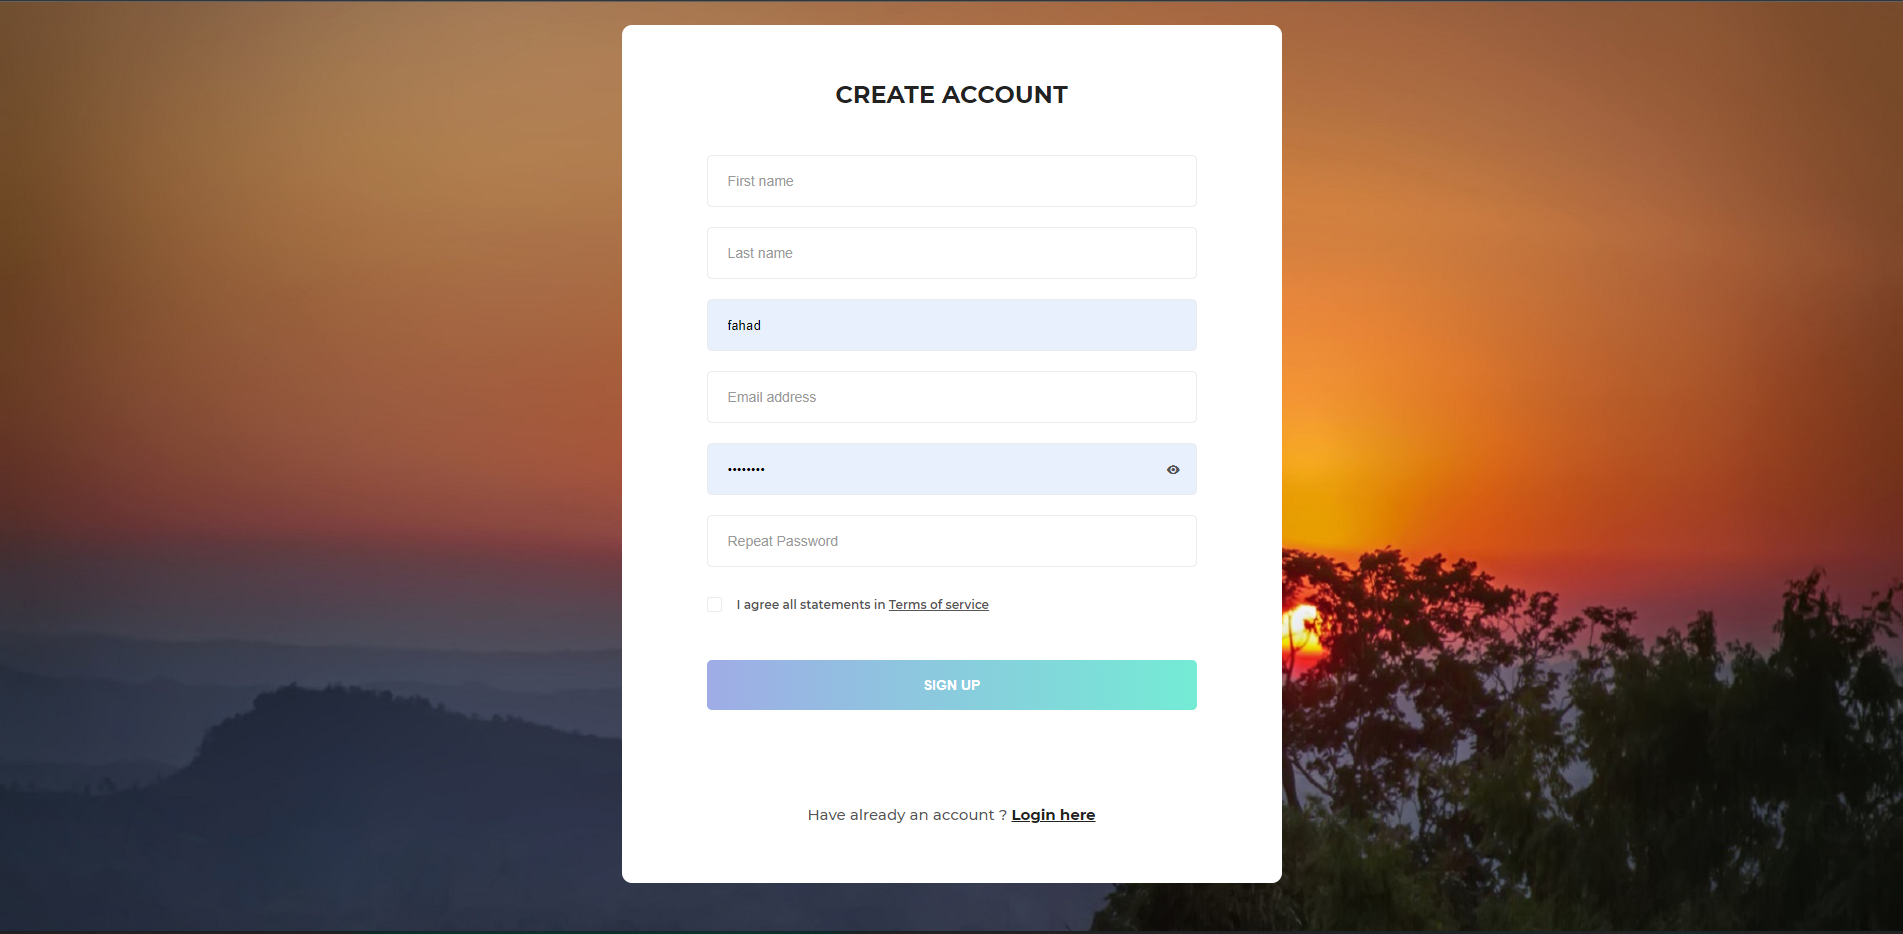 CREATE ACCOUNT
First name
Last name
fahad
Email address
••••••••
Repeat Password
I agree all statements in Terms of service
SIGN UP
Have already an account ? Login here